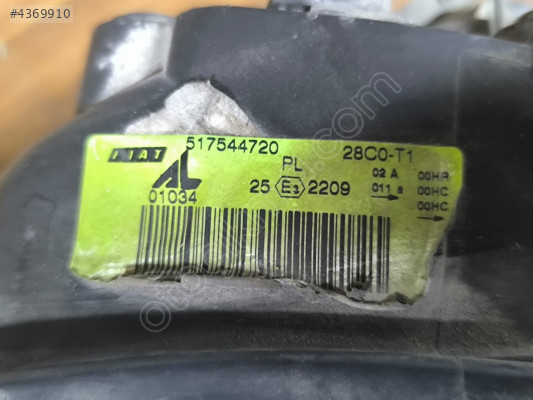 #4369910
FIAT 517544720 28C0-T1
AL PL 02 A 00HR
25 E3 2209 011 s 00HC
01034 00HC